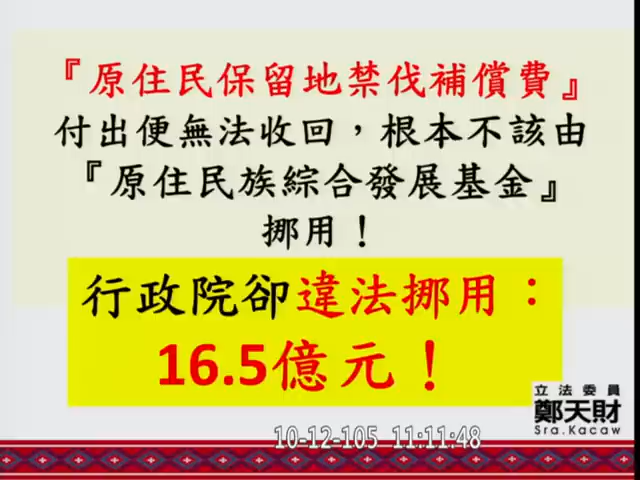 『原住民保留地禁伐補償費』
付出便無法收回，根本不該由
『原住民族綜合發展基金』
挪用！
行政院卻違法挪用：
16.5億元！
立法委員
鄭天財
Sra.Kacaw
10-12-105 11:11:48